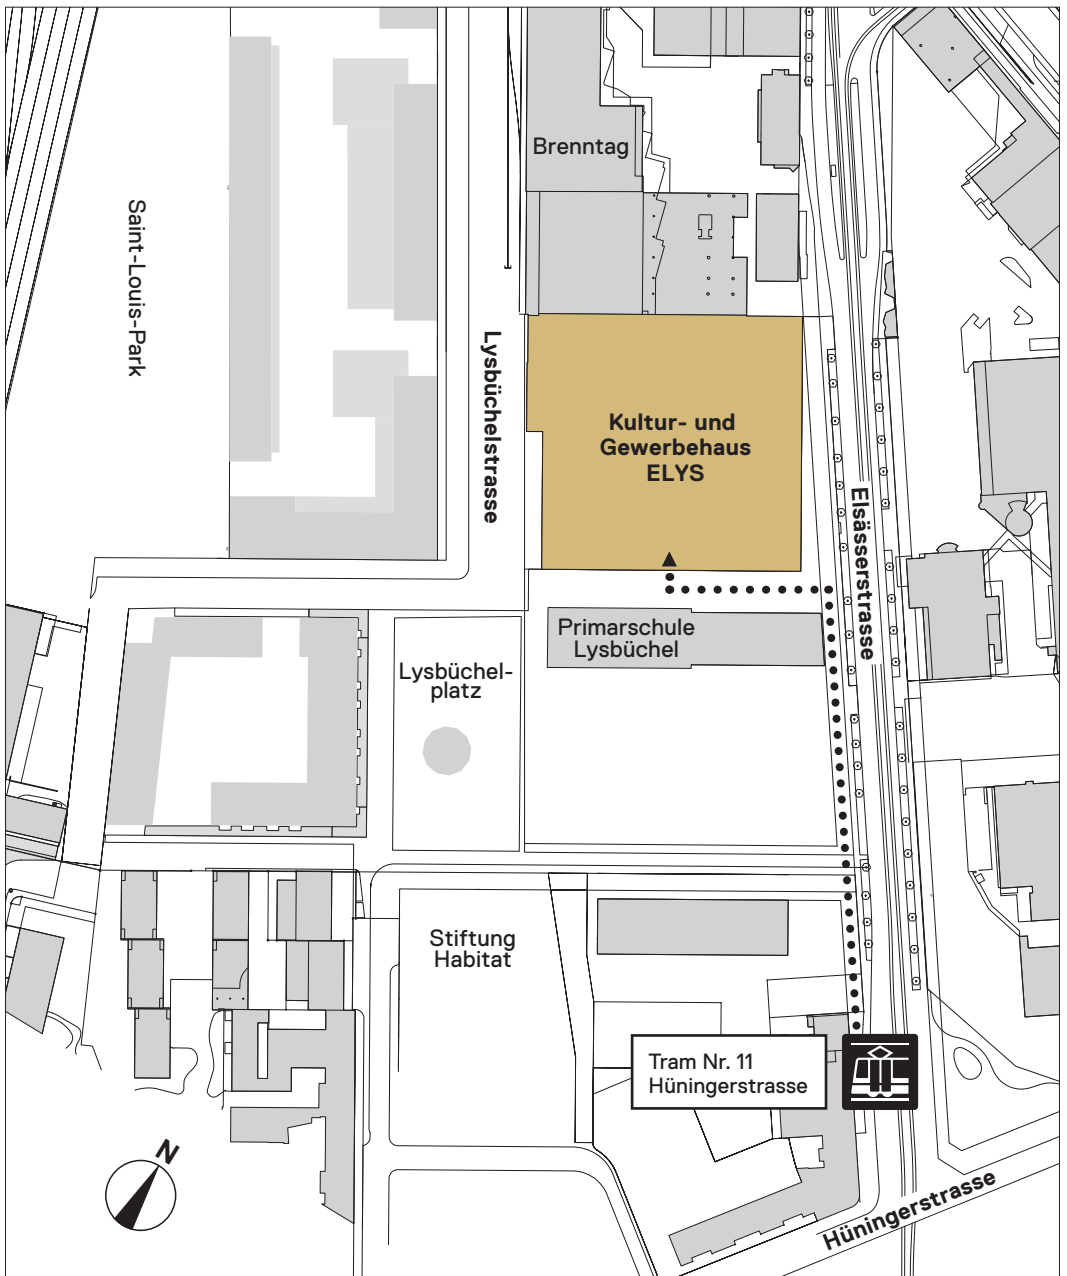 Brenntag
Saint-Louis-Park
Lysbüchelstrasse
Kultur- und
Gewerbehaus
ELYS
Elsässerstrasse
Primarschule
Lysbüchel
Lysbüchel-
platz
Stiftung
Habitat
Tram Nr. 11
Hüningerstrasse
N
Hüningerstrasse